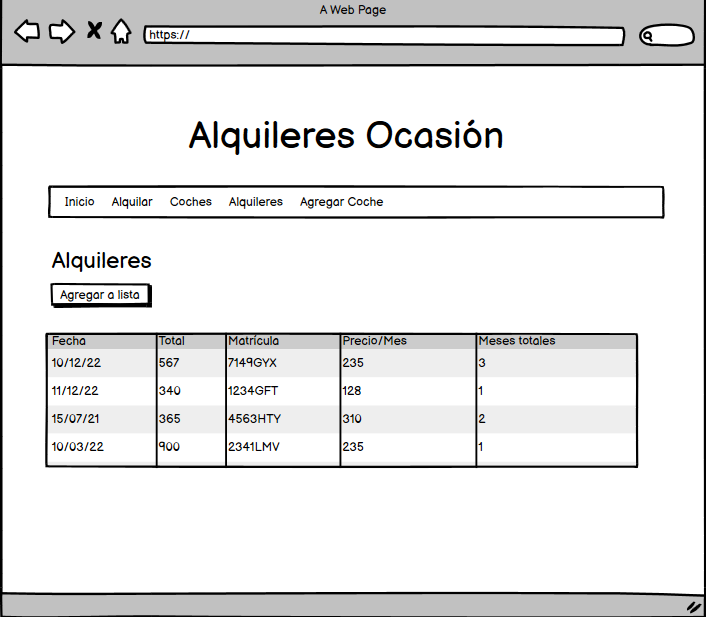 A Web Page
https://
Alquileres Ocasión
Inicio Alquilar Coches Alquileres Agregar Coche
Alquileres
Agregar a lista
Fecha Total Matrícula Precio/Mes Meses totales
10/12/22 567 7149GYX 235 3
11/12/22 340 1234GFT 128 1
15/07/21 365 4563HTY 310 2
10/03/22 900 2341LMV 235 1